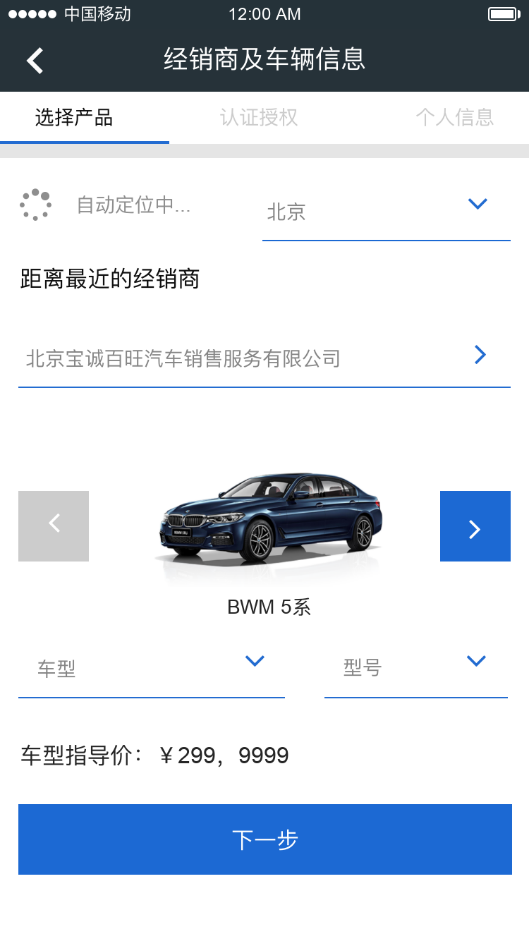 中国移动 12:00 AM
经销商及车辆信息
选择产品 认证授权 个人信息
自动定位中... 北京
距离最近的经销商
北京宝诚百旺汽车销售服务有限公司
BWM 5系
车型 型号
车型指导价：￥299，9999
下一步